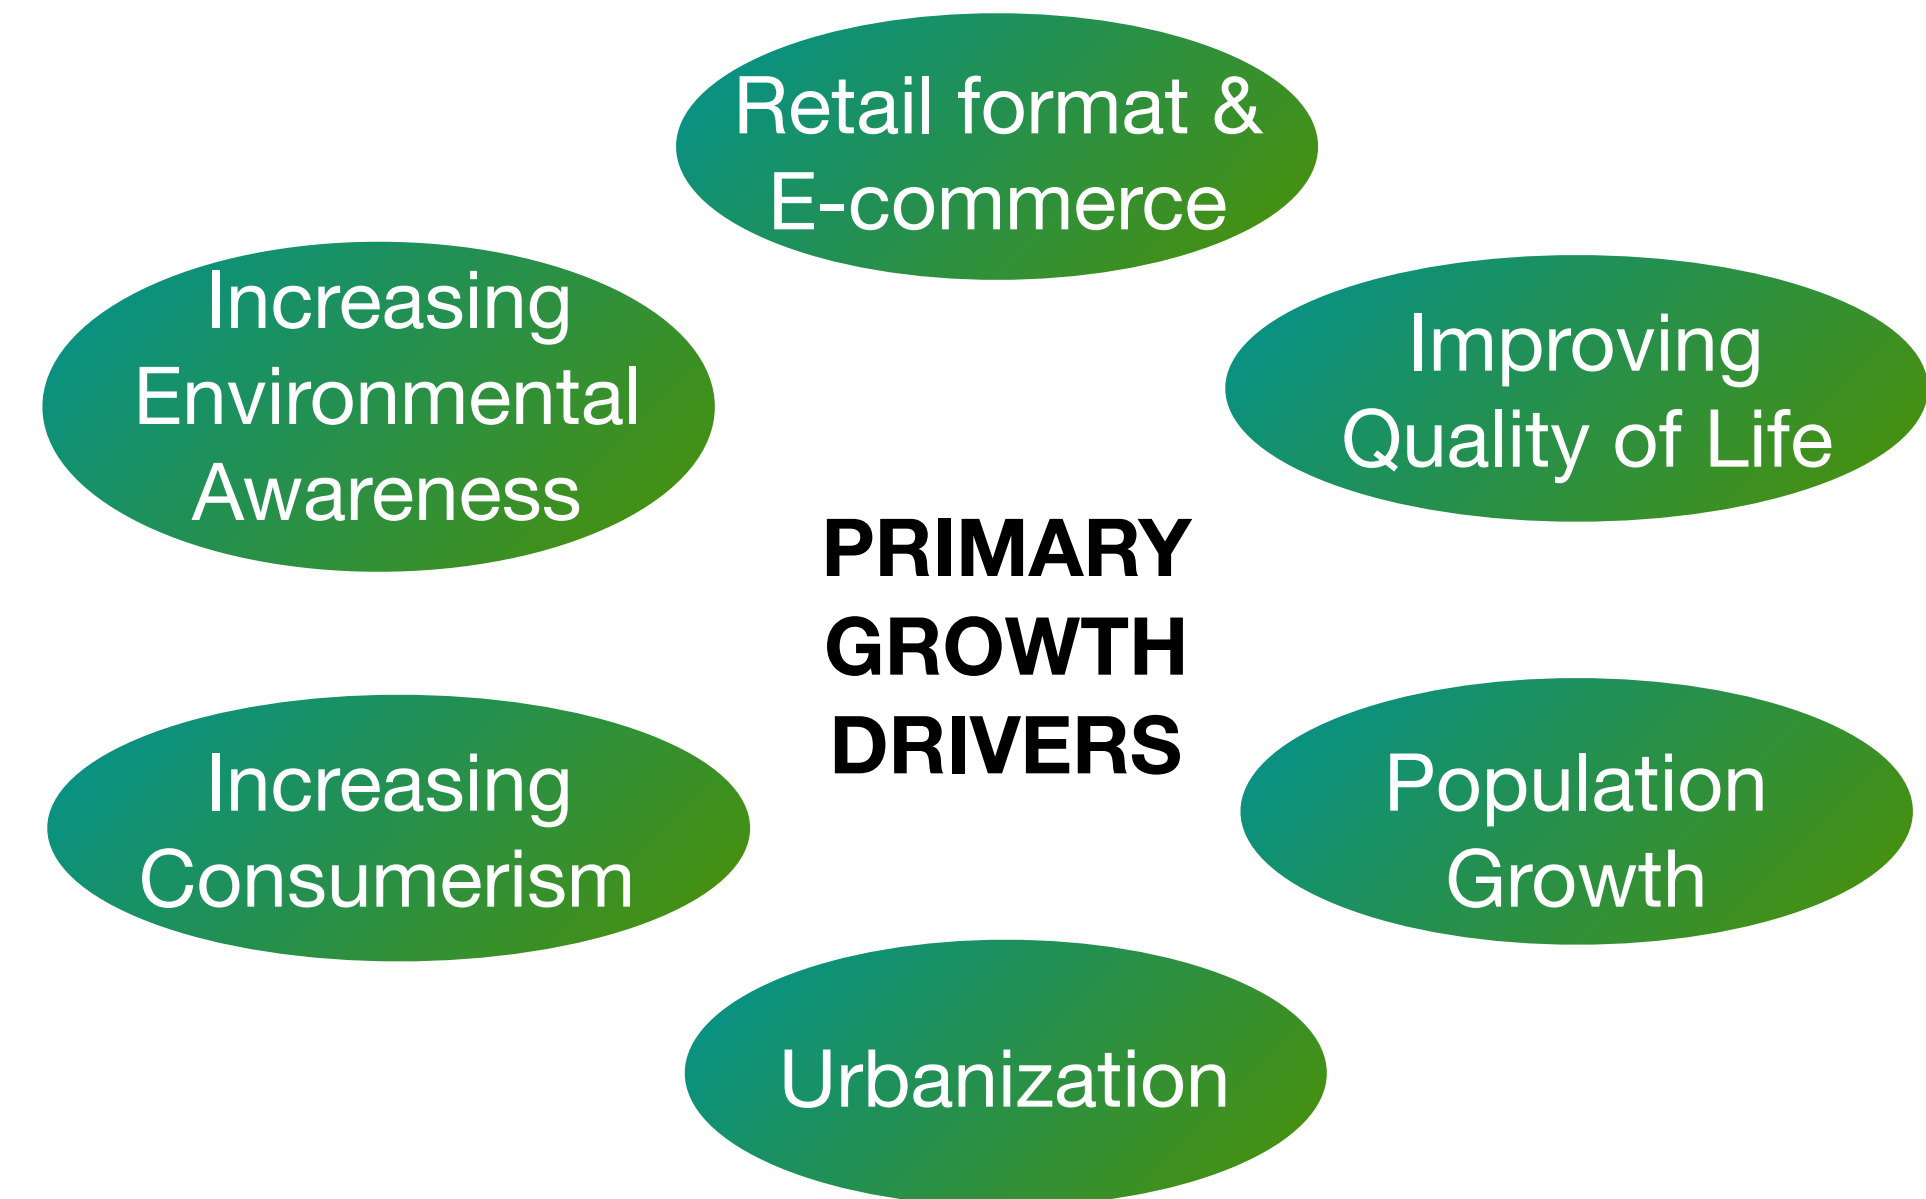 Retail format &
E-commerce
Increasing
Environmental
Awareness
Improving
Quality of Life
PRIMARY
GROWTH
DRIVERS
Increasing
Consumerism
Population
Growth
Urbanization